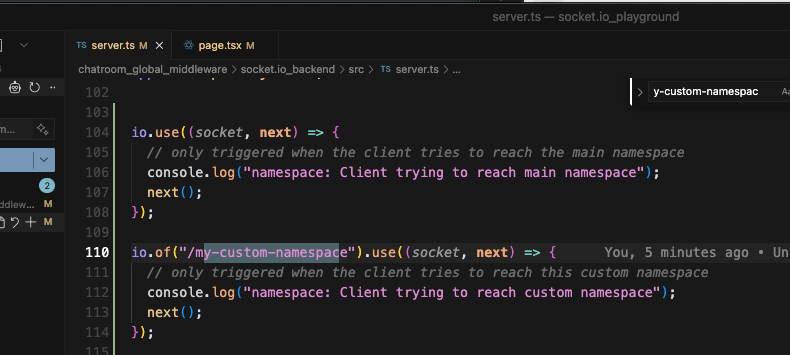 server.ts — socket.io_playground
TS server.ts M × page.tsx M
chatroom_global_middleware > socket.io_backend > src > TS server.ts > ...
y-custom-namespac
102
103
104 io.use((socket, next) => {
105 // only triggered when the client tries to reach the main namespace
106 console.log("namespace: Client trying to reach main namespace");
107 next();
108 });
109
110 io.of("/my-custom-namespace").use((socket, next) => { You, 5 minutes ago • Un
111 // only triggered when the client tries to reach this custom namespace
112 console.log("namespace: Client trying to reach custom namespace");
113 next();
114 });
115
m...
2
ddlew... M
M